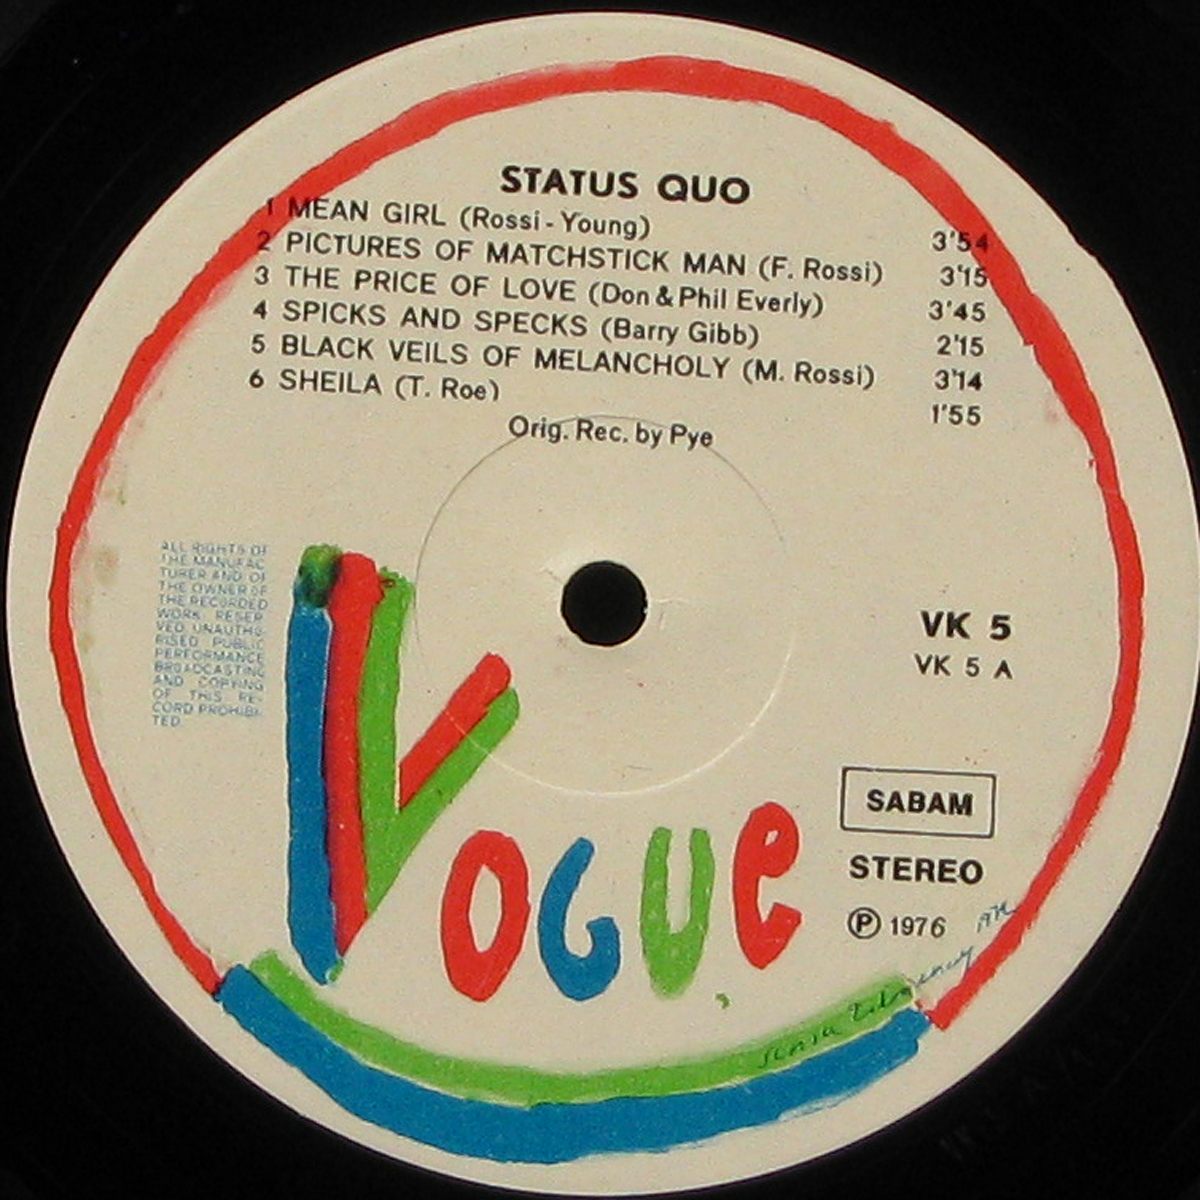 STATUS QUO
1 MEAN GIRL (Rossi - Young) 3'54
2 PICTURES OF MATCHSTICK MAN (F. Rossi) 3'15
3 THE PRICE OF LOVE (Don & Phil Everly) 3'45
4 SPICKS AND SPECKS (Barry Gibb) 2'15
5 BLACK VEILS OF MELANCHOLY (M. Rossi) 3'14
6 SHEILA (T. Roe) 1'55
Orig. Rec. by Pye
ALL RIGHTS OF
THE MANUFAC
TURER AND OF
THE OWNER OF
THE RECORDED
WORK RESER
VED UNAUTHO
RISED PUBLIC
PERFORMANCE
BROADCASTING
AND COPYING
OF THIS RE-
CORD PROHIBI-
TED
VK 5
VK 5 A
VOGUE
SABAM
STEREO
Ⓟ 1976